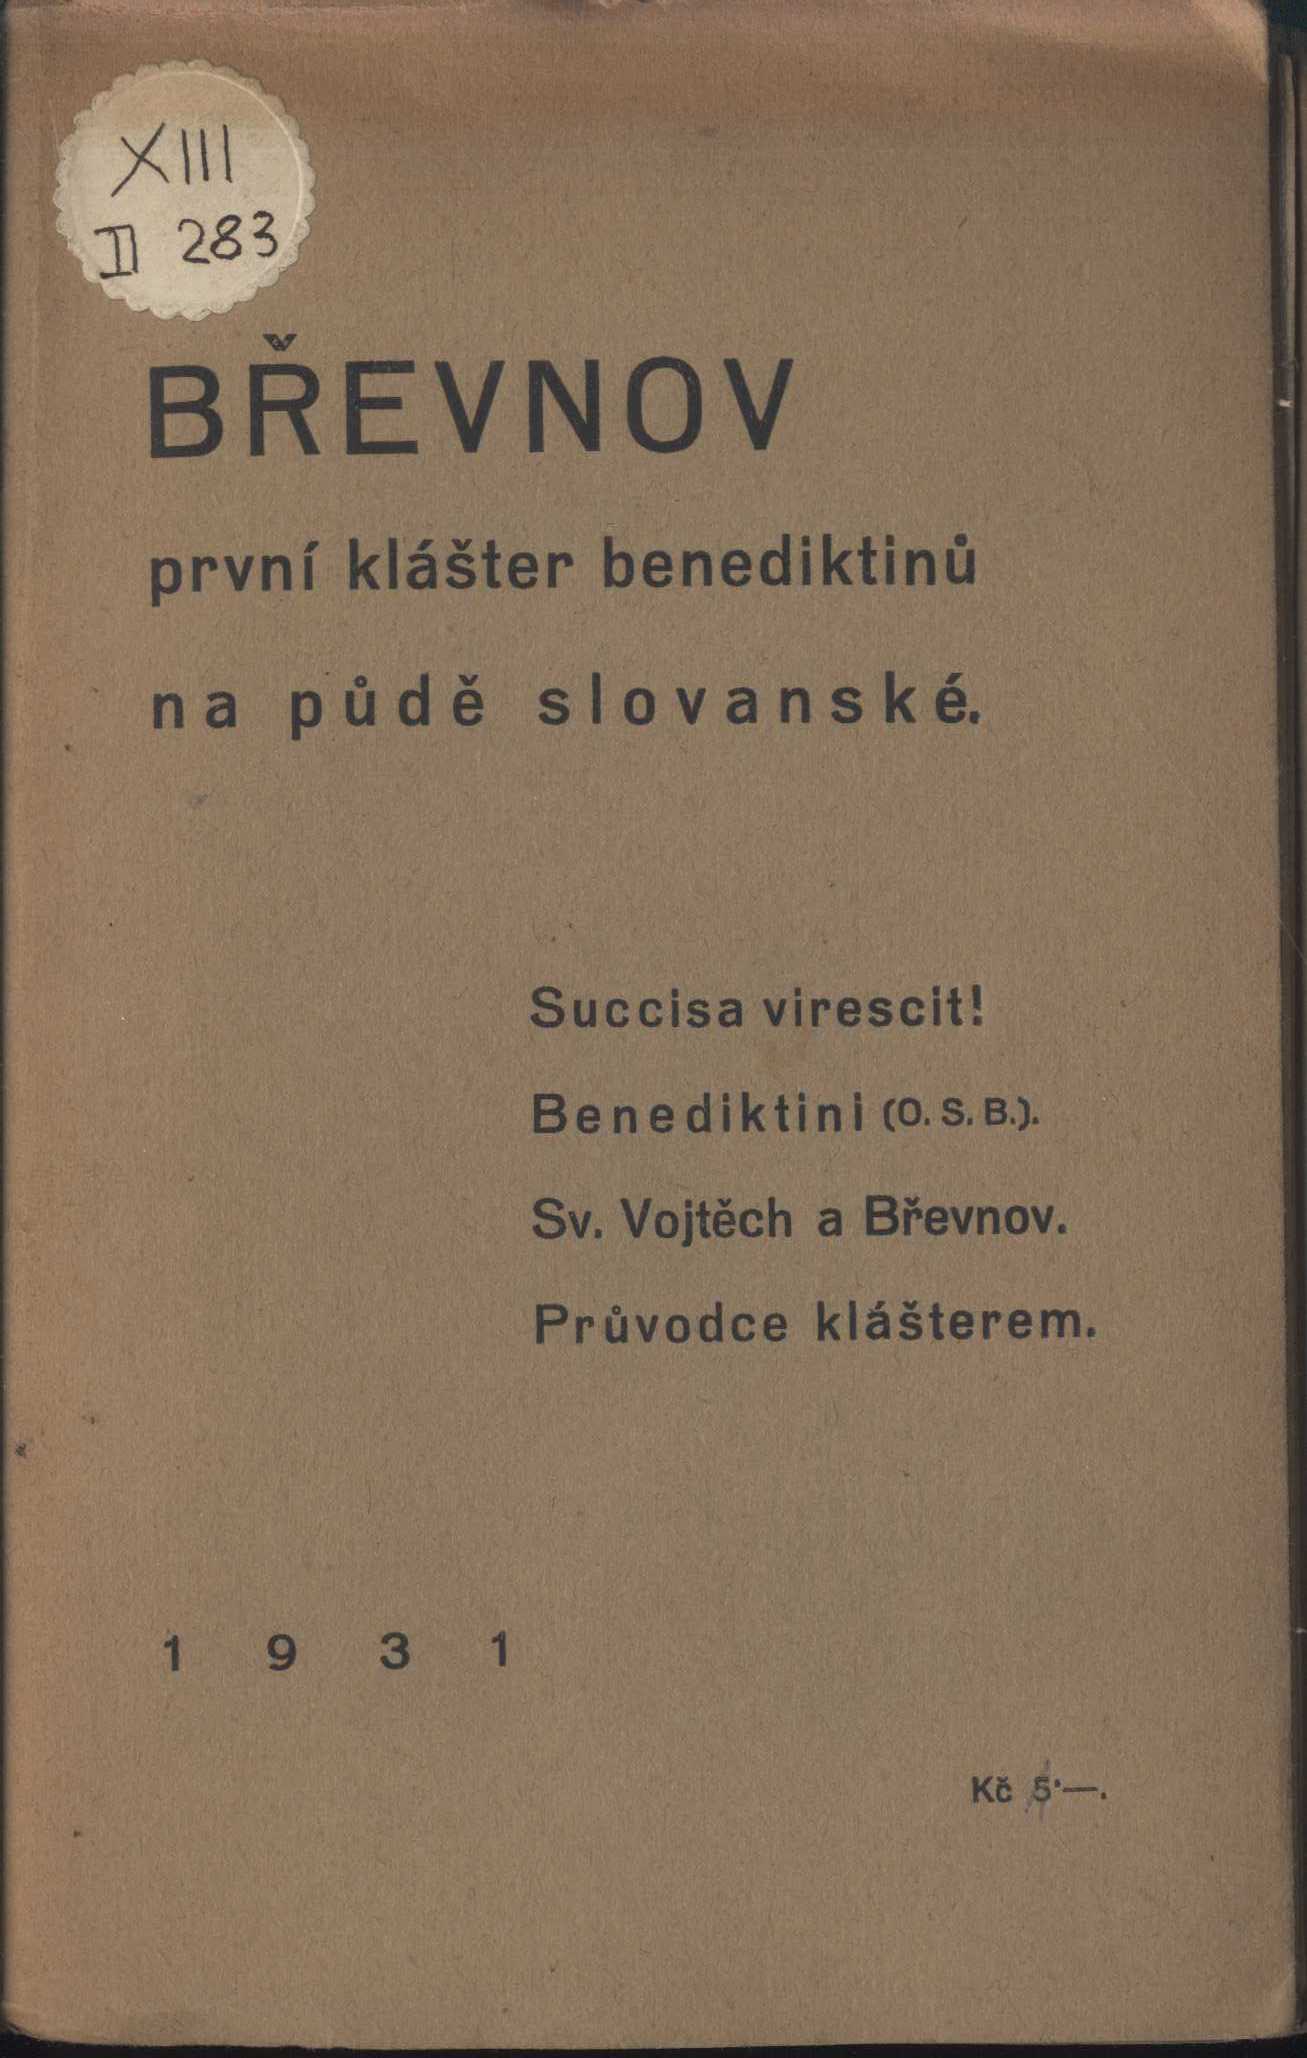 XIII
D 283
BŘEVNOV
první klášter benediktinů
na půdě slovanské.
Succisa virescit!
Benediktini (O. S. B.).
Sv. Vojtěch a Břevnov.
Průvodce klášterem.
1 9 3 1
Kč 5·—.